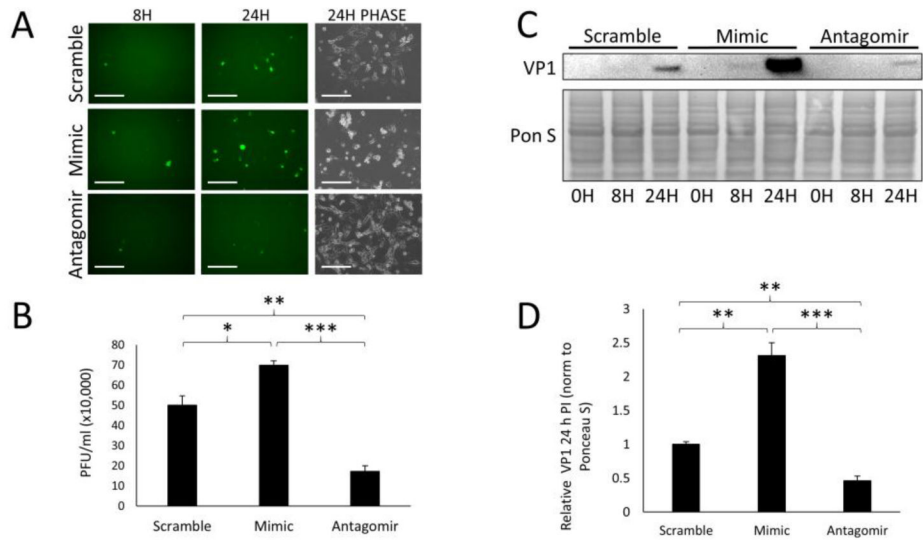 A
8H 24H 24H PHASE
Scramble
Mimic
Antagomir
B
** 
* ***
PFU/ml (x10,000)
80
70
60
50
40
30
20
10
0
Scramble Mimic Antagomir
C
Scramble Mimic Antagomir
VP1
Pon S
0H 8H 24H 0H 8H 24H 0H 8H 24H
D
**
** ***
Relative VP1 24 h PI (norm to
Ponceau S)
3
2.5
2
1.5
1
0.5
0
Scramble Mimic Antagomir